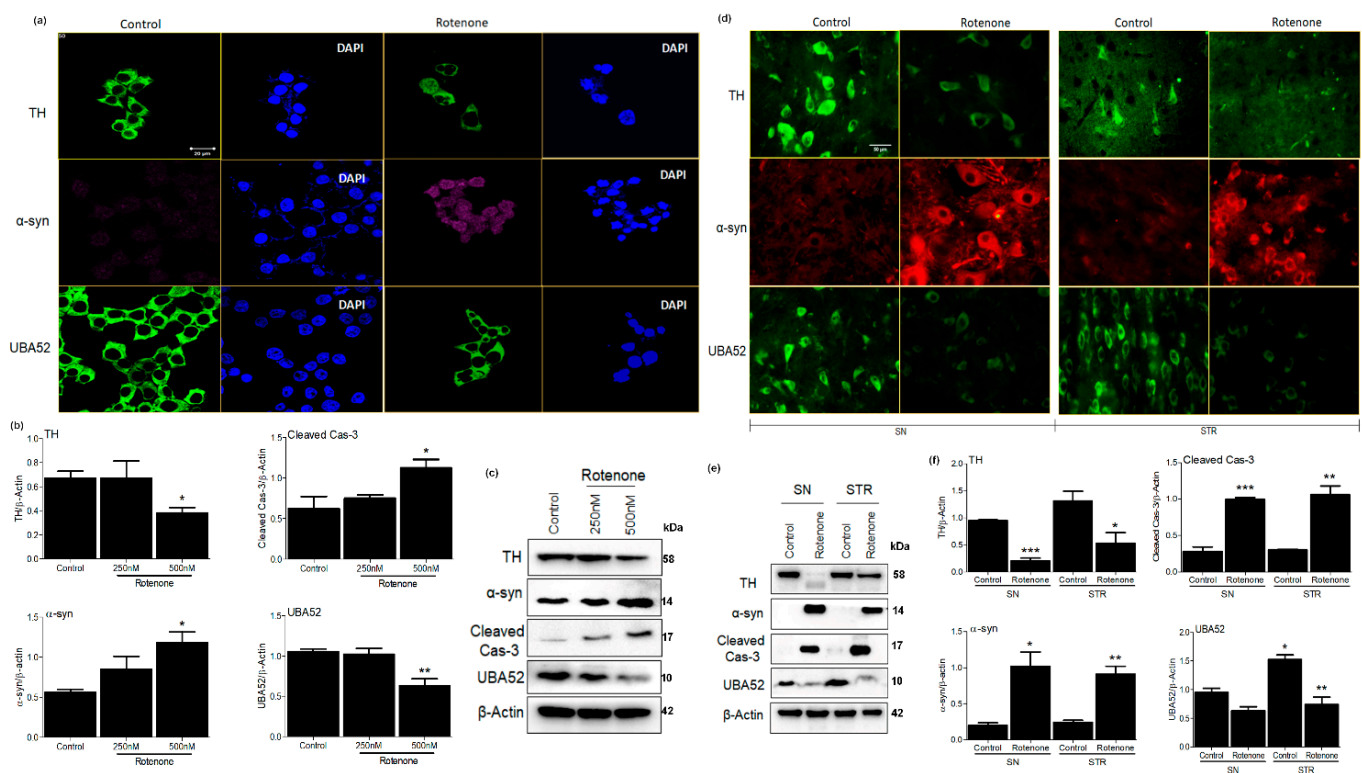 (a)
Control
Rotenone
DAPI
DAPI
TH
20 µm
α-syn
DAPI
DAPI
UBA52
DAPI
DAPI
(b)
TH
TH/β-Actin
1.0
0.8
0.6
0.4
0.2
0.0
*
Control
250nM
500nM
Rotenone
Cleaved Cas-3
Cleaved Cas-3/β-Actin
1.5
1.0
0.5
0.0
*
Control
250nM
500nM
Rotenone
α-syn
α-syn/β-actin
1.5
1.0
0.5
0.0
*
Control
250nM
500nM
Rotenone
UBA52
UBA52/β-Actin
1.5
1.0
0.5
0.0
**
Control
250nM
500nM
Rotenone
(c)
Rotenone
Control
250nM
500nM
kDa
TH
58
α-syn
14
Cleaved
Cas-3
17
UBA52
10
β-Actin
42
(d)
Control
Rotenone
Control
Rotenone
TH
50 µm
α-syn
UBA52
SN
STR
(e)
SN
STR
Control
Rotenone
Control
Rotenone
kDa
TH
58
α-syn
14
Cleaved
Cas-3
17
UBA52
10
β-Actin
42
(f)
TH
TH/β-Actin
2.0
1.5
1.0
0.5
0.0
***
*
Control
Rotenone
Control
Rotenone
SN
STR
Cleaved Cas-3
Cleaved Cas-3/β-Actin
1.5
1.0
0.5
0.0
***
**
Control
Rotenone
Control
Rotenone
SN
STR
α-syn
α-syn/β-actin
1.5
1.0
0.5
0.0
*
**
Control
Rotenone
Control
Rotenone
SN
STR
UBA52
UBA52/β-Actin
2.0
1.5
1.0
0.5
0.0
*
**
Control
Rotenone
Control
Rotenone
SN
STR